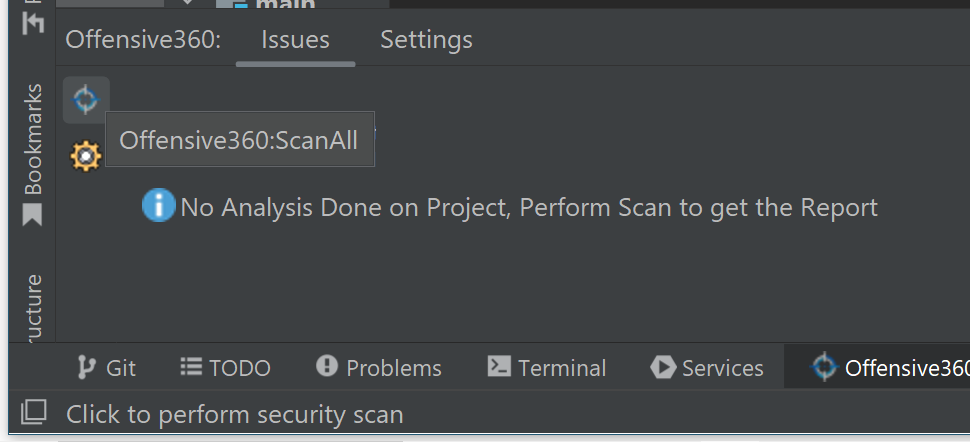 main
Offensive360: Issues Settings
Bookmarks
Offensive360:ScanAll
No Analysis Done on Project, Perform Scan to get the Report
ructure
Git TODO Problems Terminal Services Offensive360
Click to perform security scan